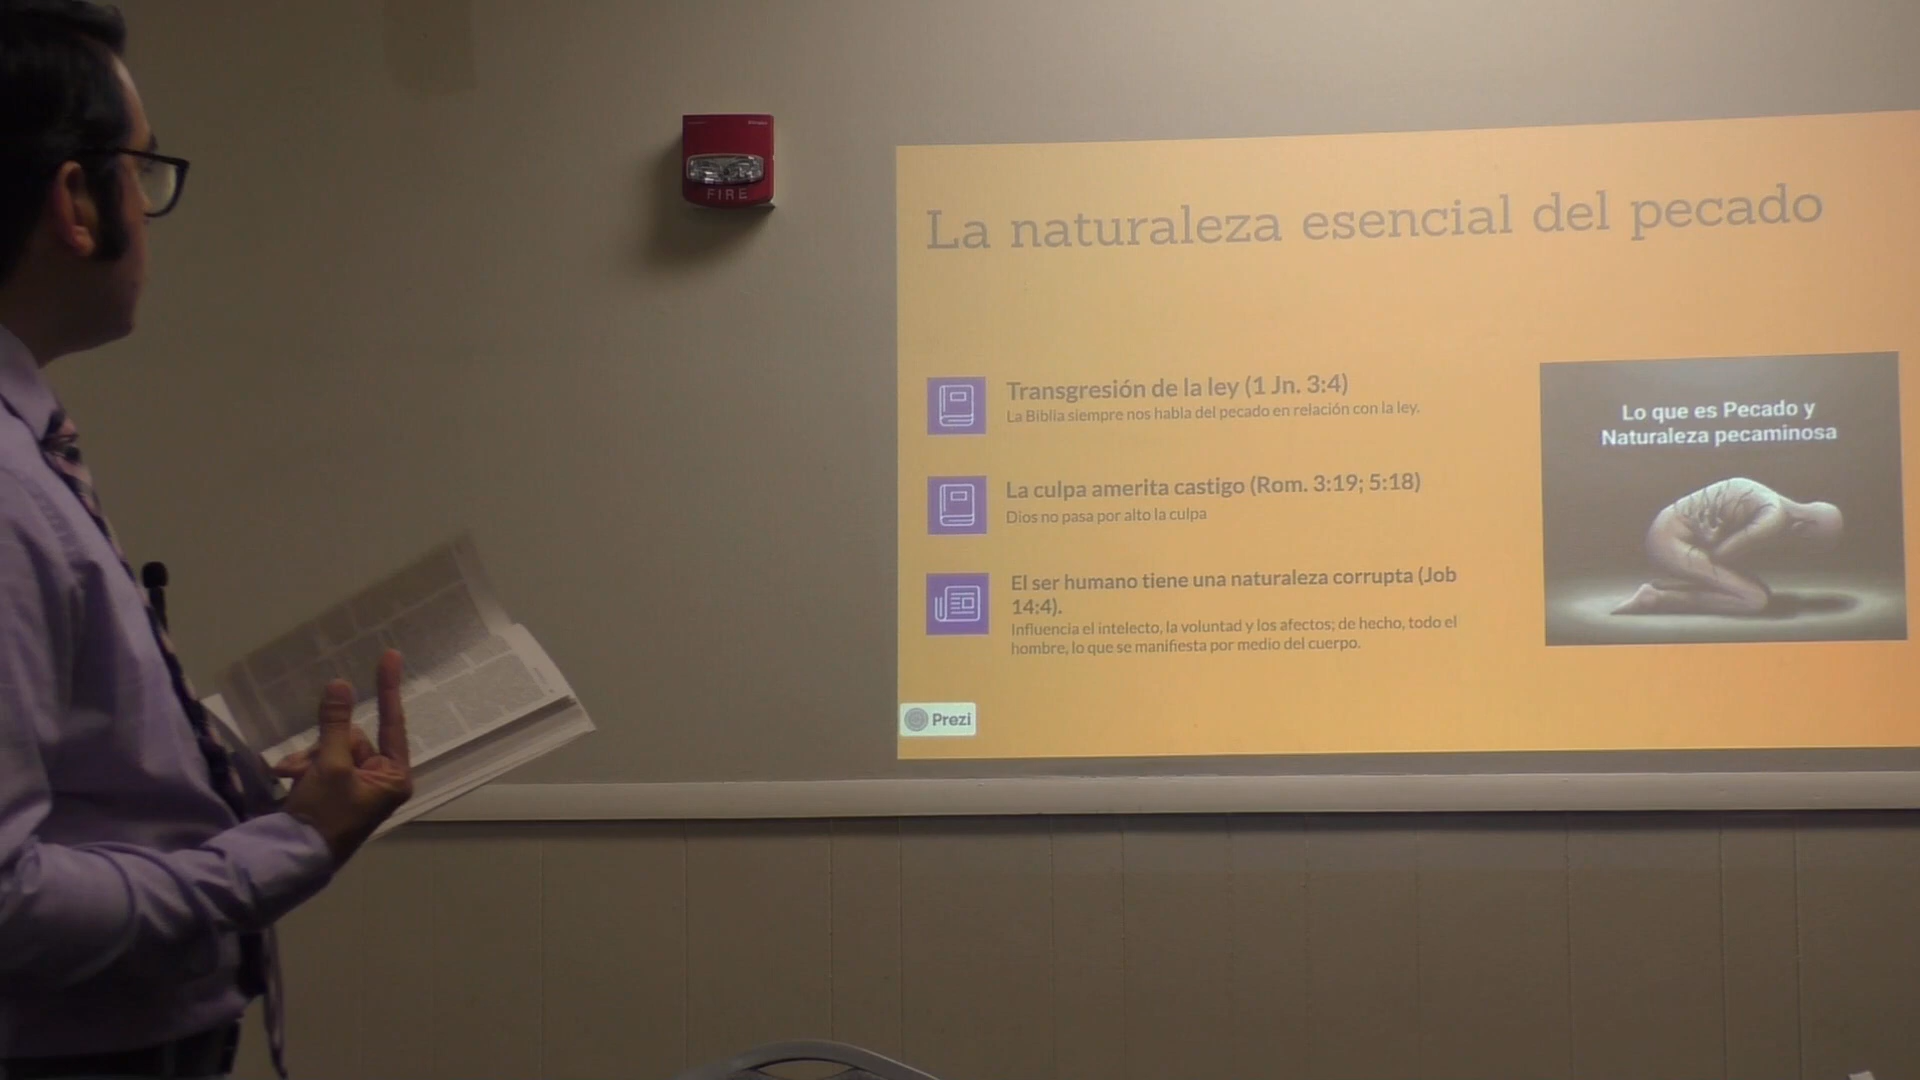 FIRE
La naturaleza esencial del pecado
Transgresión de la ley (1 Jn. 3:4)
La Biblia siempre nos habla del pecado en relación con la ley.
La culpa amerita castigo (Rom. 3:19; 5:18)
Dios no pasa por alto la culpa
El ser humano tiene una naturaleza corrupta (Job
14:4).
Influencia el intelecto, la voluntad y los afectos; de hecho, todo el
hombre, lo que se manifiesta por medio del cuerpo.
Lo que es Pecado y
Naturaleza pecaminosa
Prezi